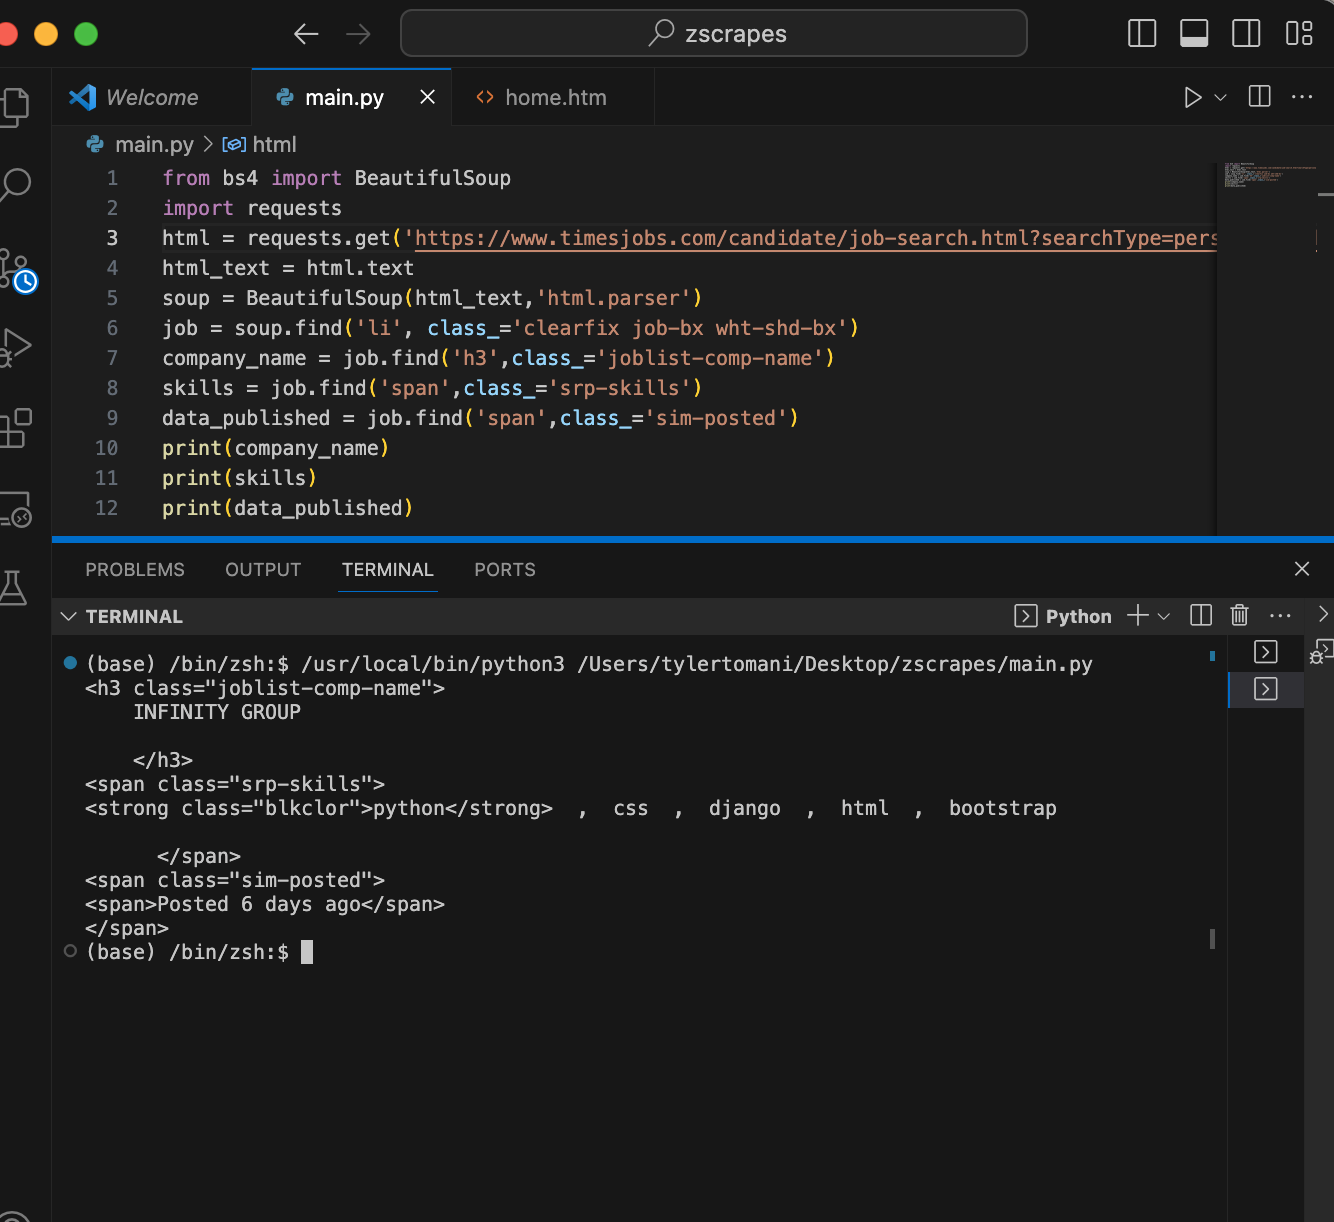 zscrapes
Welcome
main.py
home.htm
main.py > html
1 from bs4 import BeautifulSoup
2 import requests
3 html = requests.get('https://www.timesjobs.com/candidate/job-search.html?searchType=pers
4 html_text = html.text
5 soup = BeautifulSoup(html_text,'html.parser')
6 job = soup.find('li', class_='clearfix job-bx wht-shd-bx')
7 company_name = job.find('h3',class_='joblist-comp-name')
8 skills = job.find('span',class_='srp-skills')
9 data_published = job.find('span',class_='sim-posted')
10 print(company_name)
11 print(skills)
12 print(data_published)
PROBLEMS OUTPUT TERMINAL PORTS
TERMINAL
Python
(base) /bin/zsh:$ /usr/local/bin/python3 /Users/tylertomani/Desktop/zscrapes/main.py
<h3 class="joblist-comp-name">
    INFINITY GROUP
    </h3>
<span class="srp-skills">
<strong class="blkclor">python</strong>  ,  css  ,  django  ,  html  ,  bootstrap
      </span>
<span class="sim-posted">
<span>Posted 6 days ago</span>
</span>
(base) /bin/zsh:$